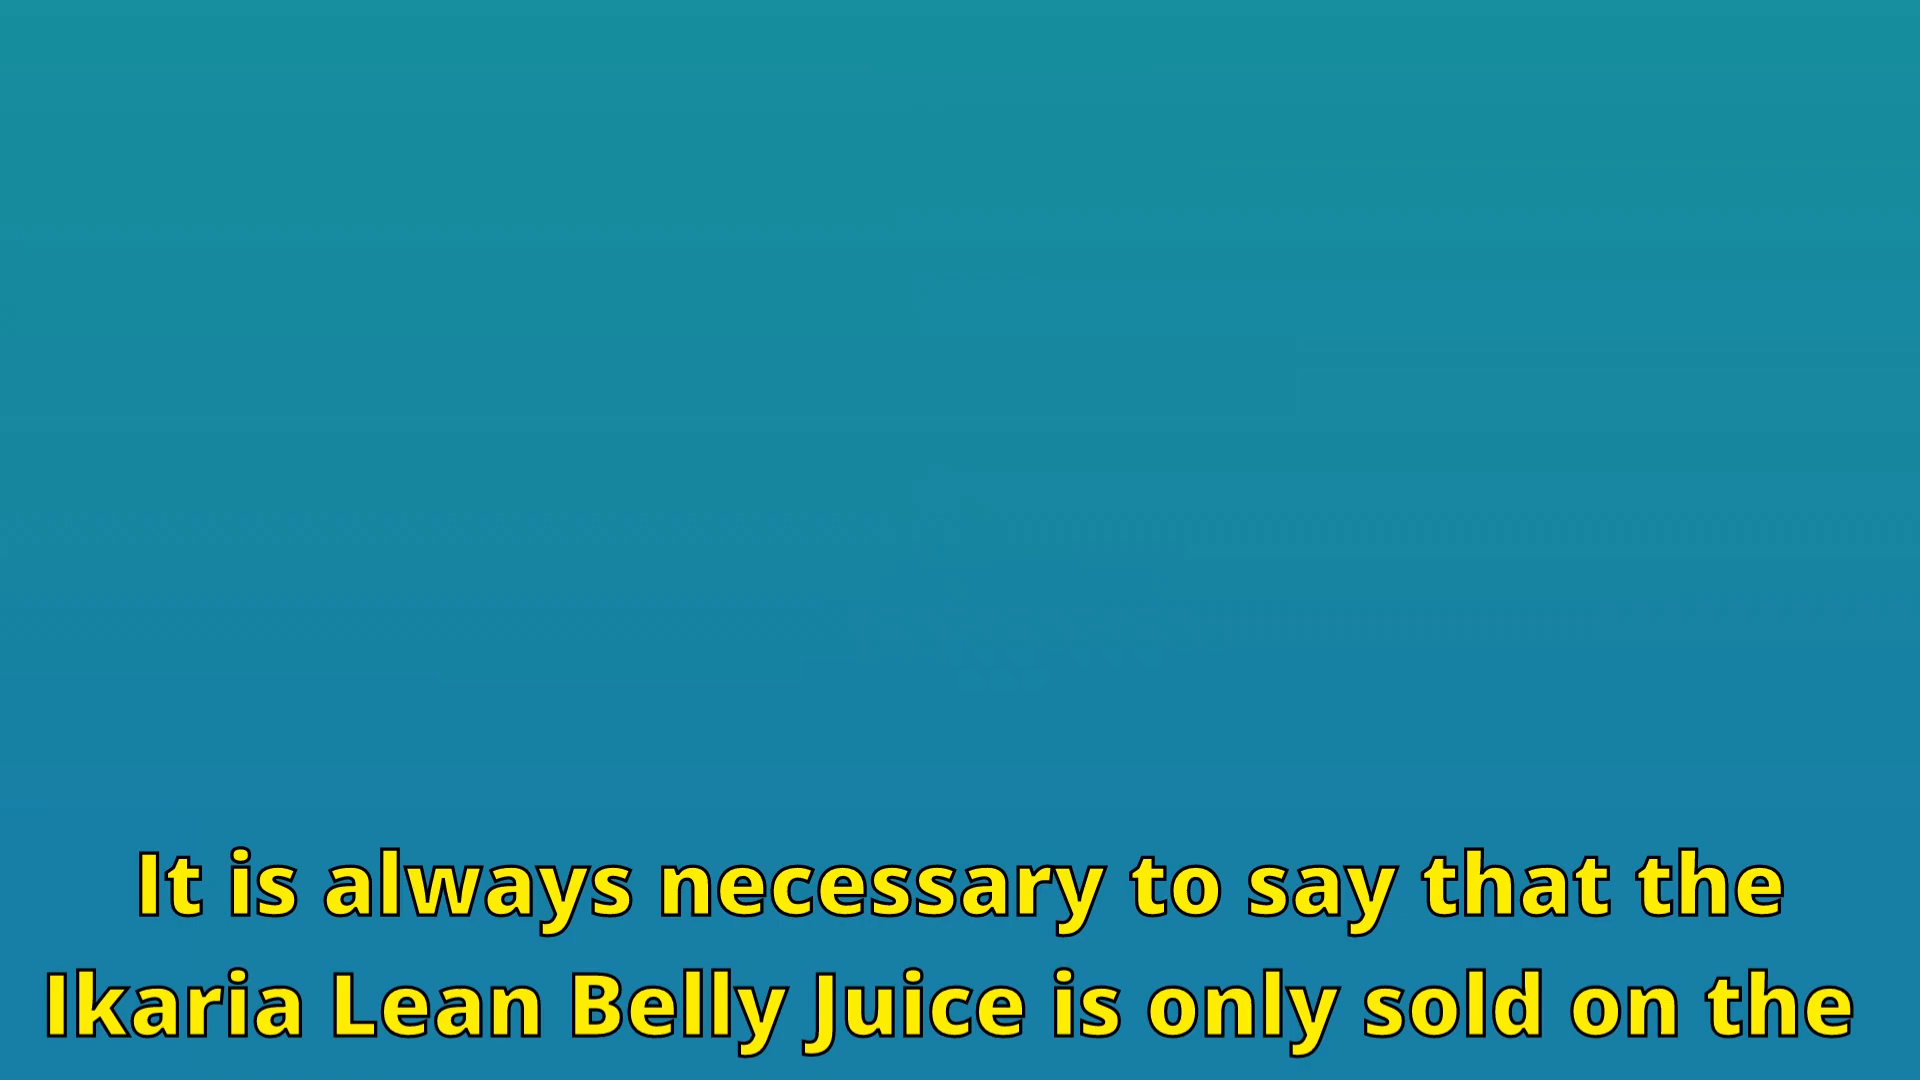 It is always necessary to say that the
Ikaria Lean Belly Juice is only sold on the